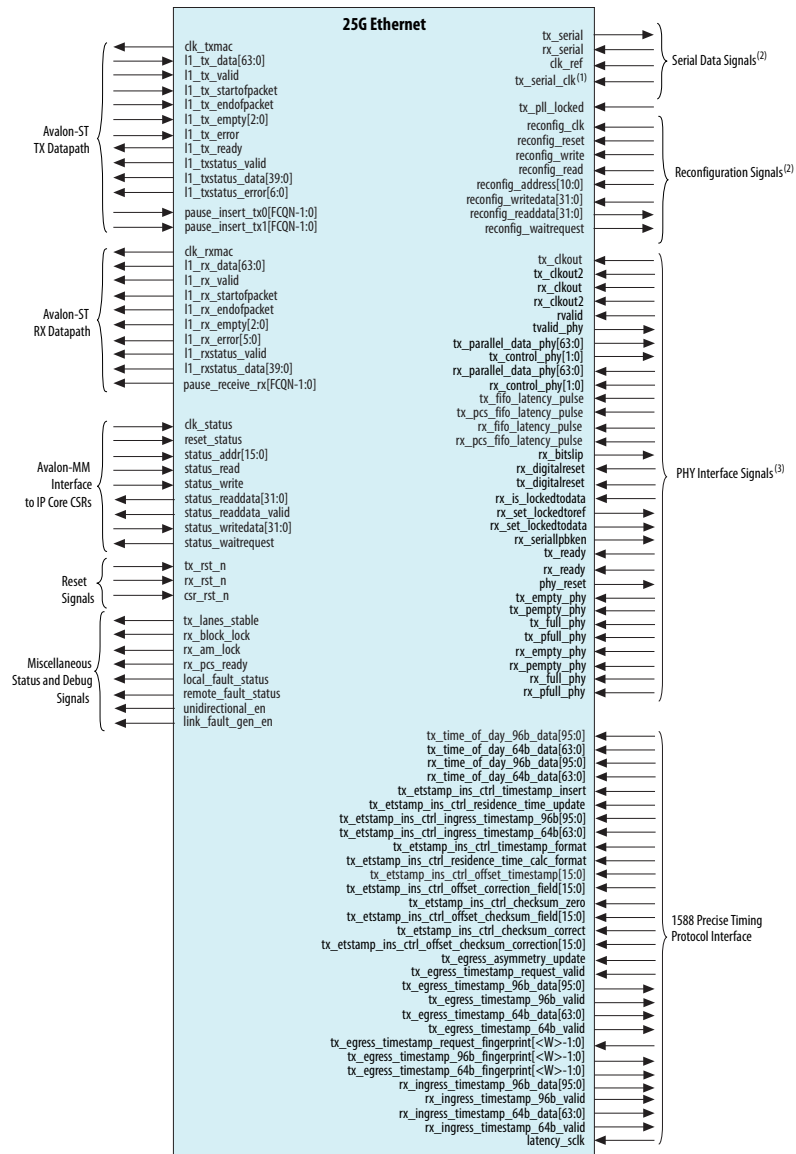 25G Ethernet
Avalon-ST
TX Datapath
clk_txmac
l1_tx_data[63:0]
l1_tx_valid
l1_tx_startofpacket
l1_tx_endofpacket
l1_tx_empty[2:0]
l1_tx_error
l1_tx_ready
l1_txstatus_valid
l1_txstatus_data[39:0]
l1_txstatus_error[6:0]
pause_insert_tx0[FCQN-1:0]
pause_insert_tx1[FCQN-1:0]
Avalon-ST
RX Datapath
clk_rxmac
l1_rx_data[63:0]
l1_rx_valid
l1_rx_startofpacket
l1_rx_endofpacket
l1_rx_empty[2:0]
l1_rx_error[5:0]
l1_rxstatus_valid
l1_rxstatus_data[39:0]
pause_receive_rx[FCQN-1:0]
Avalon-MM
Interface
to IP Core CSRs
clk_status
reset_status
status_addr[15:0]
status_read
status_write
status_readdata[31:0]
status_readdata_valid
status_writedata[31:0]
status_waitrequest
Reset
Signals
tx_rst_n
rx_rst_n
csr_rst_n
Miscellaneous
Status and Debug
Signals
tx_lanes_stable
rx_block_lock
rx_am_lock
rx_pcs_ready
local_fault_status
remote_fault_status
unidirectional_en
link_fault_gen_en
tx_serial
rx_serial
clk_ref
tx_serial_clk(1)
Serial Data Signals(2)
tx_pll_locked
reconfig_clk
reconfig_reset
reconfig_write
reconfig_read
reconfig_address[10:0]
reconfig_writedata[31:0]
reconfig_readdata[31:0]
reconfig_waitrequest
Reconfiguration Signals(2)
tx_clkout
tx_clkout2
rx_clkout
rx_clkout2
rvalid
tvalid_phy
tx_parallel_data_phy[63:0]
tx_control_phy[1:0]
rx_parallel_data_phy[63:0]
rx_control_phy[1:0]
tx_fifo_latency_pulse
tx_pcs_fifo_latency_pulse
rx_fifo_latency_pulse
rx_pcs_fifo_latency_pulse
rx_bitslip
rx_digitalreset
tx_digitalreset
rx_is_lockedtodata
rx_set_lockedtoref
rx_set_lockedtodata
rx_seriallpbken
tx_ready
rx_ready
phy_reset
tx_empty_phy
tx_pempty_phy
tx_full_phy
tx_pfull_phy
rx_empty_phy
rx_pempty_phy
rx_full_phy
rx_pfull_phy
PHY Interface Signals(3)
tx_time_of_day_96b_data[95:0]
tx_time_of_day_64b_data[63:0]
rx_time_of_day_96b_data[95:0]
rx_time_of_day_64b_data[63:0]
tx_etstamp_ins_ctrl_timestamp_insert
tx_etstamp_ins_ctrl_residence_time_update
tx_etstamp_ins_ctrl_ingress_timestamp_96b[95:0]
tx_etstamp_ins_ctrl_ingress_timestamp_64b[63:0]
tx_etstamp_ins_ctrl_timestamp_format
tx_etstamp_ins_ctrl_residence_time_calc_format
tx_etstamp_ins_ctrl_offset_timestamp[15:0]
tx_etstamp_ins_ctrl_offset_correction_field[15:0]
tx_etstamp_ins_ctrl_checksum_zero
tx_etstamp_ins_ctrl_offset_checksum_field[15:0]
tx_etstamp_ins_ctrl_checksum_correct
tx_etstamp_ins_ctrl_offset_checksum_correction[15:0]
tx_egress_asymmetry_update
tx_egress_timestamp_request_valid
tx_egress_timestamp_96b_data[95:0]
tx_egress_timestamp_96b_valid
tx_egress_timestamp_64b_data[63:0]
tx_egress_timestamp_64b_valid
tx_egress_timestamp_request_fingerprint[<W>-1:0]
tx_egress_timestamp_96b_fingerprint[<W>-1:0]
tx_egress_timestamp_64b_fingerprint[<W>-1:0]
rx_ingress_timestamp_96b_data[95:0]
rx_ingress_timestamp_96b_valid
rx_ingress_timestamp_64b_data[63:0]
rx_ingress_timestamp_64b_valid
latency_sclk
1588 Precise Timing
Protocol Interface